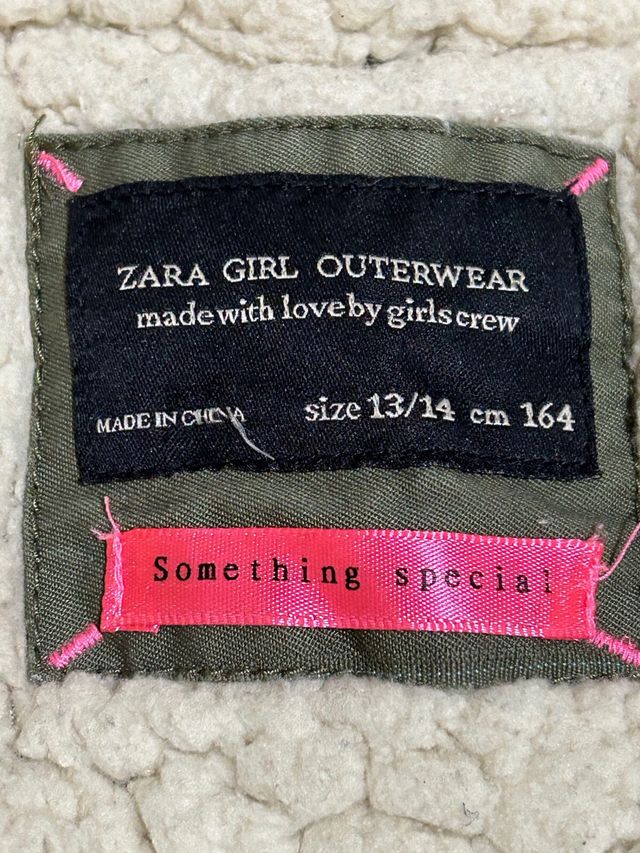 ZARA GIRL OUTERWEAR
made with love by girls crew
MADE IN CHINA size 13/14 cm 164
Something special